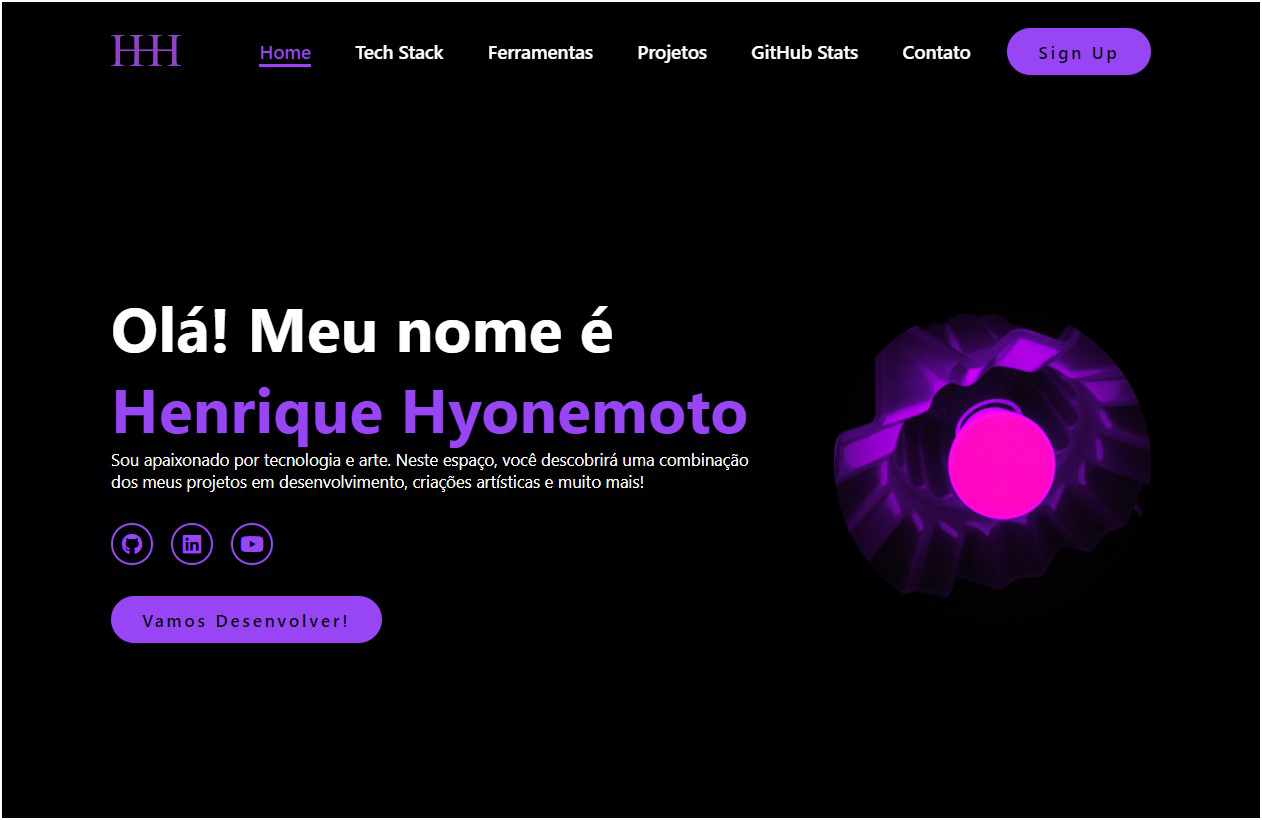 HH
Home
Tech Stack
Ferramentas
Projetos
GitHub Stats
Contato
Sign Up
Olá! Meu nome é
Henrique Hyonemoto
Sou apaixonado por tecnologia e arte. Neste espaço, você descobrirá uma combinação
dos meus projetos em desenvolvimento, criações artísticas e muito mais!
in
Vamos Desenvolver!